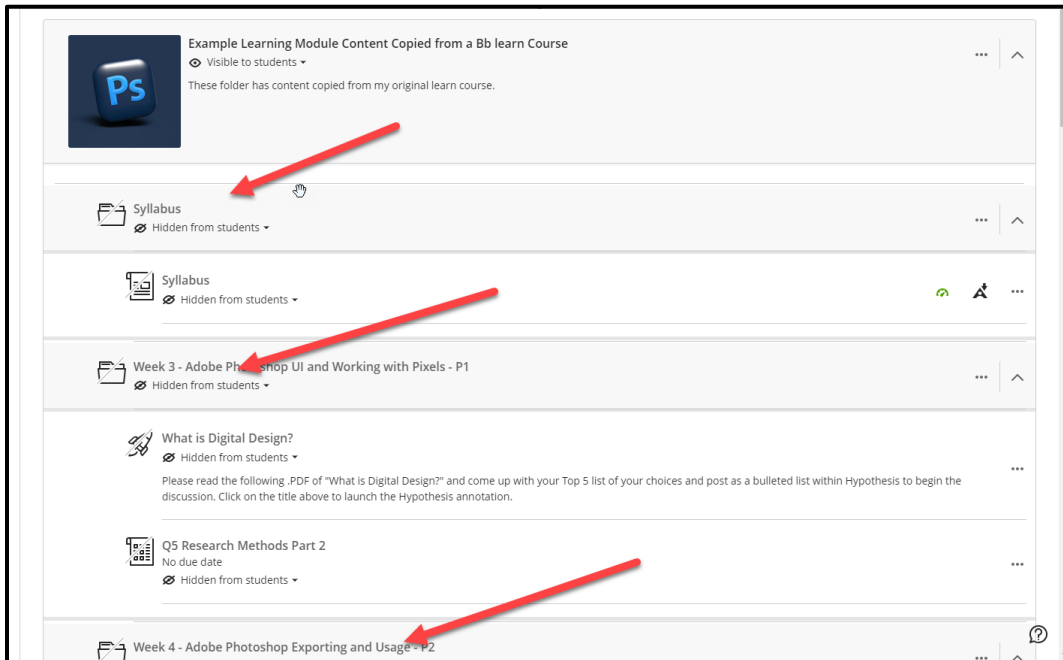 Example Learning Module Content Copied from a Bb learn Course
Visible to students
These folder has content copied from my original learn course.
Ps
Syllabus
Hidden from students
Syllabus
Hidden from students
Week 3 - Adobe Photoshop UI and Working with Pixels - P1
Hidden from students
What is Digital Design?
Hidden from students
Please read the following .PDF of "What is Digital Design?" and come up with your Top 5 list of your choices and post as a bulleted list within Hypothesis to begin the
discussion. Click on the title above to launch the Hypothesis annotation.
Q5 Research Methods Part 2
No due date
Hidden from students
Week 4 - Adobe Photoshop Exporting and Usage - P2